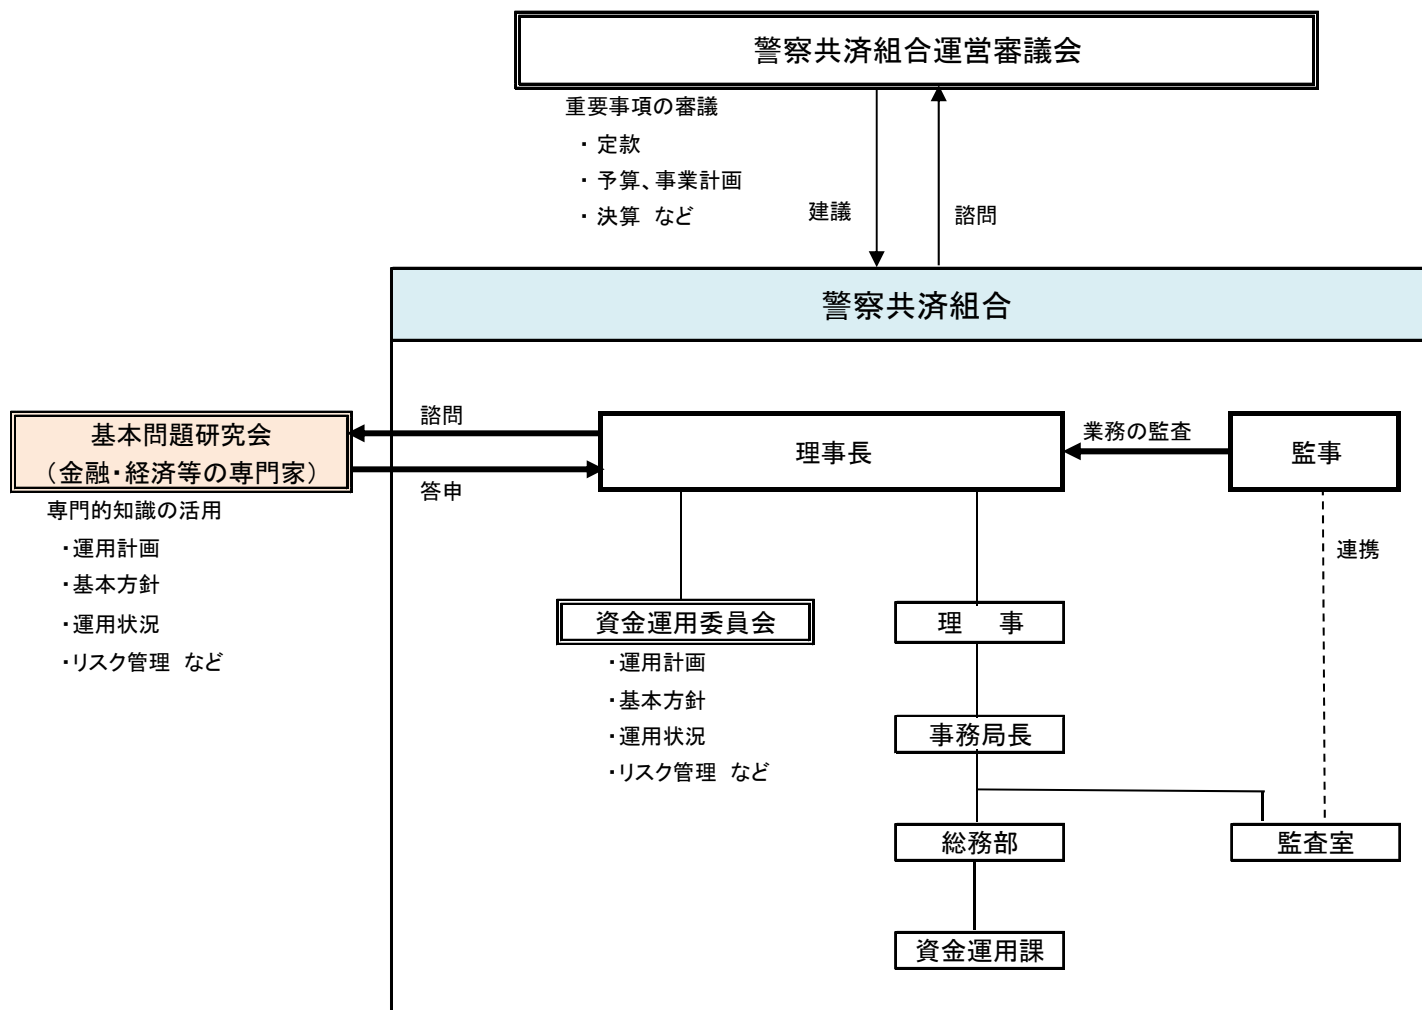 警察共済組合運営審議会
重要事項の審議
・ 定款
・ 予算、事業計画
・ 決算 など
建議
諮問
警察共済組合
基本問題研究会
（金融・経済等の専門家）
専門的知識の活用
・運用計画
・基本方針
・運用状況
・リスク管理 など
諮問
答申
理事長
業務の監査
監事
連携
資金運用委員会
・運用計画
・基本方針
・運用状況
・リスク管理 など
理 事
事務局長
総務部
監査室
資金運用課